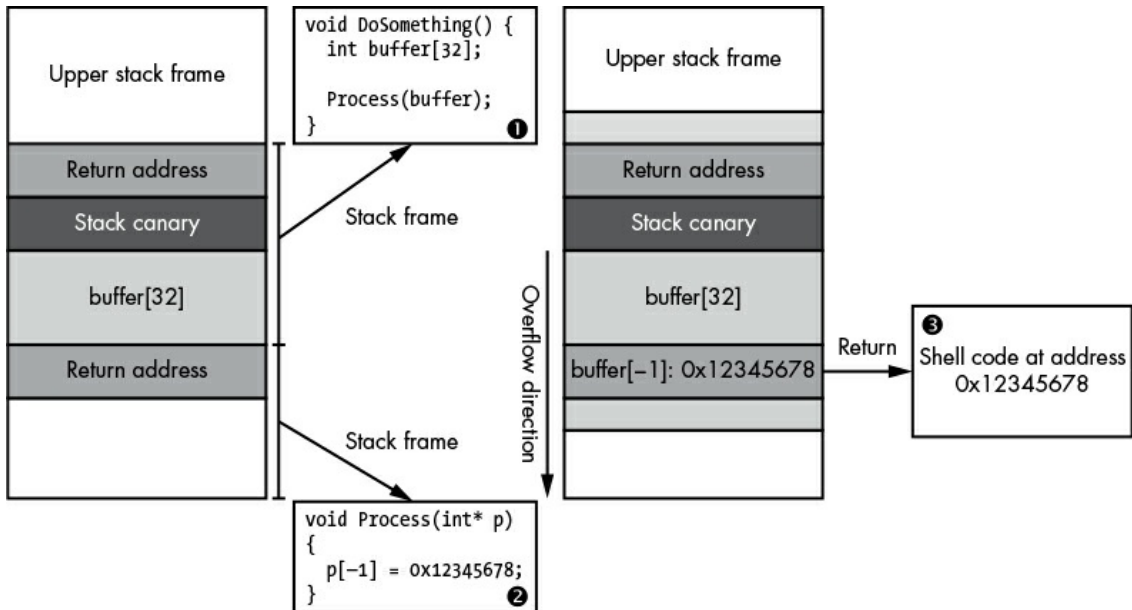 Upper stack frame
Return address
Stack canary
buffer[32]
Return address
void DoSomething() {
  int buffer[32];

  Process(buffer);
}
❶
Stack frame
Stack frame
void Process(int* p)
{
  p[−1] = 0x12345678;
}
❷
Overflow direction
Upper stack frame
Return address
Stack canary
buffer[32]
buffer[−1]: 0x12345678
Return
❸
Shell code at address
0x12345678